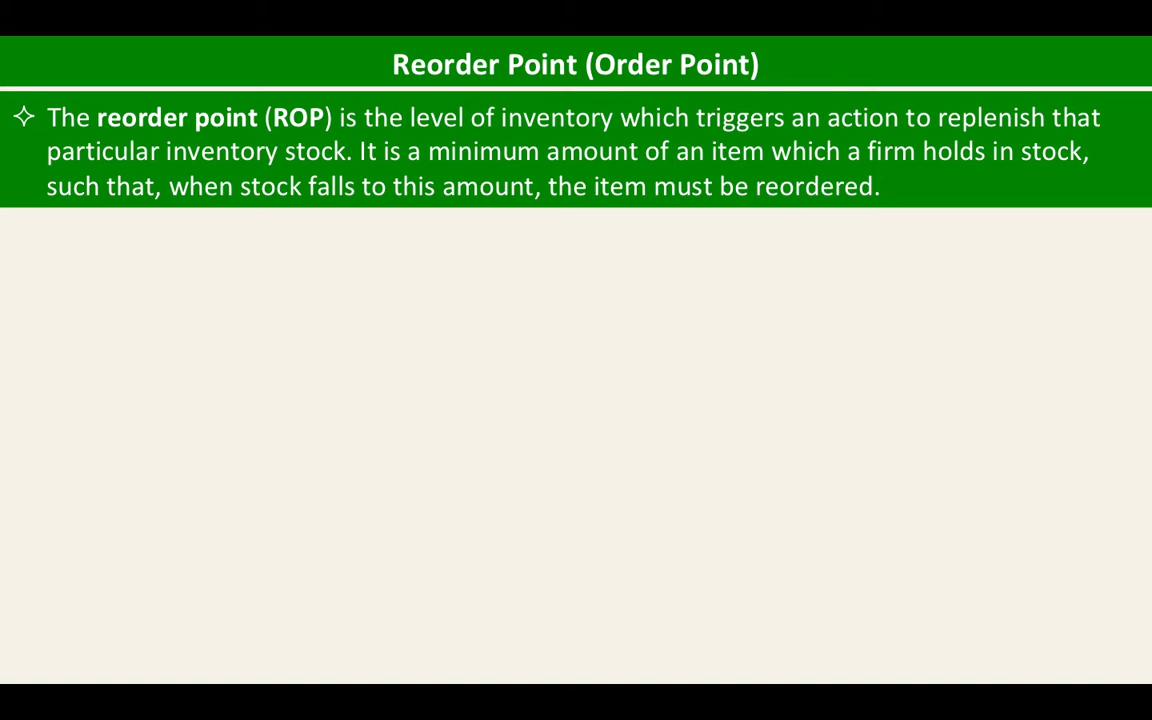 Reorder Point (Order Point)
✧ The reorder point (ROP) is the level of inventory which triggers an action to replenish that
particular inventory stock. It is a minimum amount of an item which a firm holds in stock,
such that, when stock falls to this amount, the item must be reordered.